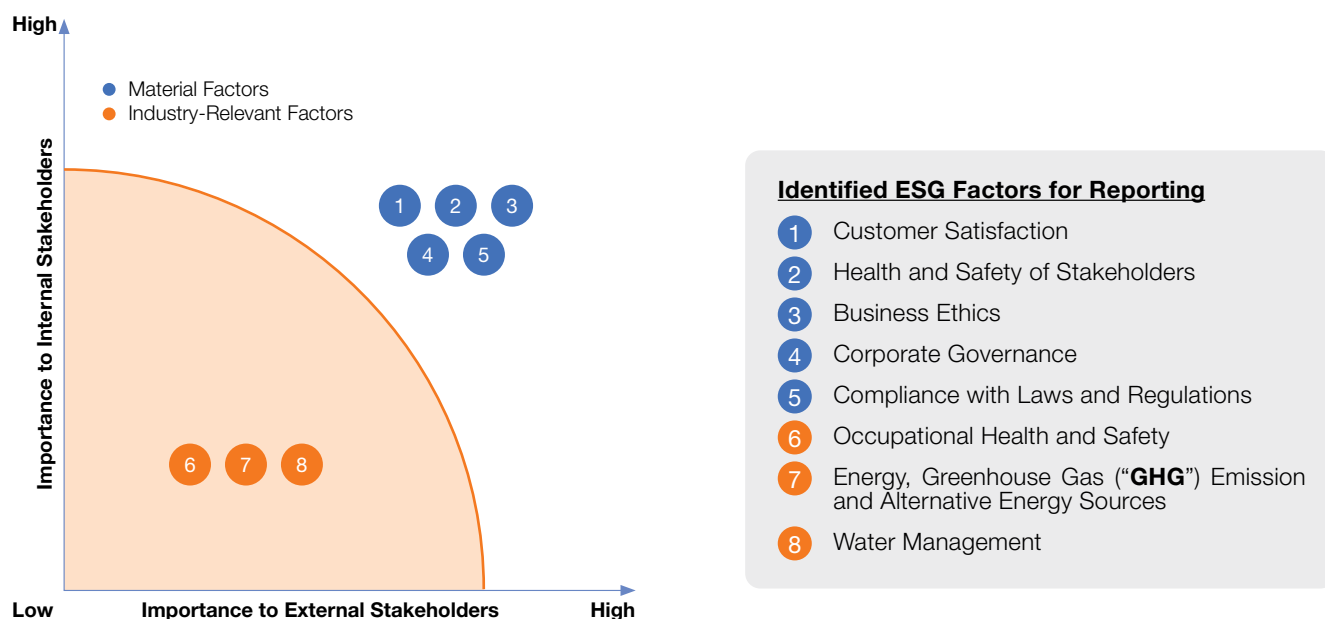 High
Material Factors
Industry-Relevant Factors
Importance to Internal Stakeholders
1 2 3
4 5
6 7 8
Low Importance to External Stakeholders High
Identified ESG Factors for Reporting
1 Customer Satisfaction
2 Health and Safety of Stakeholders
3 Business Ethics
4 Corporate Governance
5 Compliance with Laws and Regulations
6 Occupational Health and Safety
7 Energy, Greenhouse Gas (“GHG”) Emission
and Alternative Energy Sources
8 Water Management